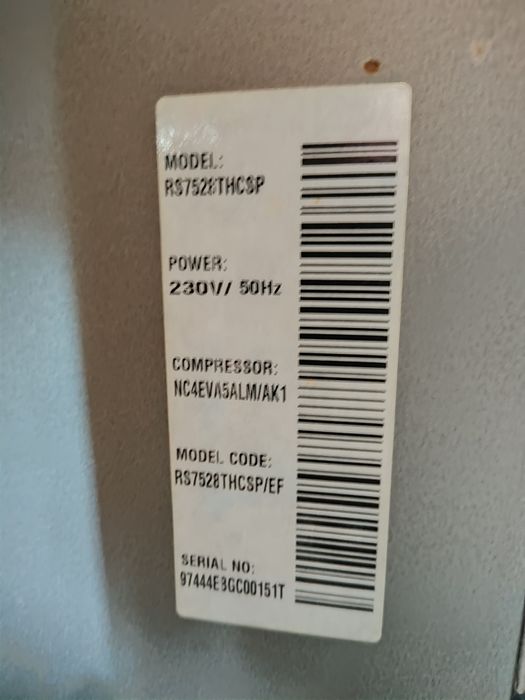 MODEL:
RS7528THCSP
POWER:
230V/ 50Hz
COMPRESSOR:
NC4EVA5ALM/AK1
MODEL CODE:
RS7528THCSP/EF
SERIAL NO:
97444E3GC00151T